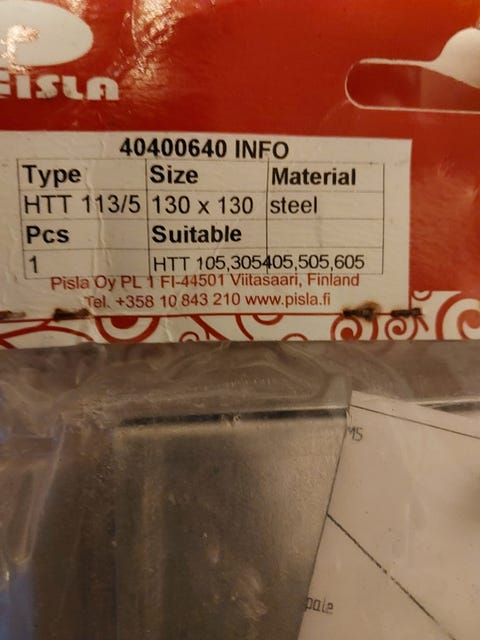 PISLA
40400640 INFO
Type Size Material
HTT 113/5 130 x 130 steel
Pcs Suitable
1 HTT 105,305405,505,605
Pisla Oy PL 1 FI-44501 Viitasaari, Finland
Tel. +358 10 843 210 www.pisla.fi
M5